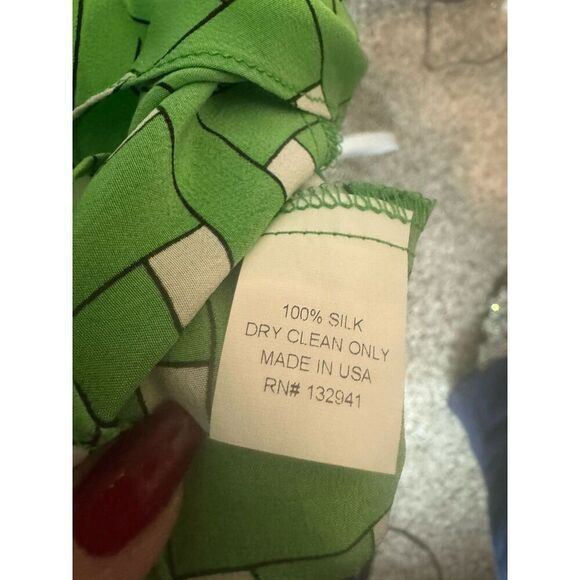 100% SILK
DRY CLEAN ONLY
MADE IN USA
RN# 132941